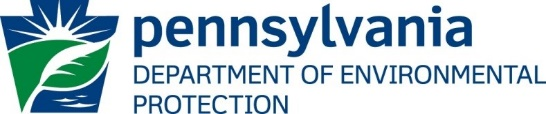 pennsylvania
DEPARTMENT OF ENVIRONMENTAL
PROTECTION